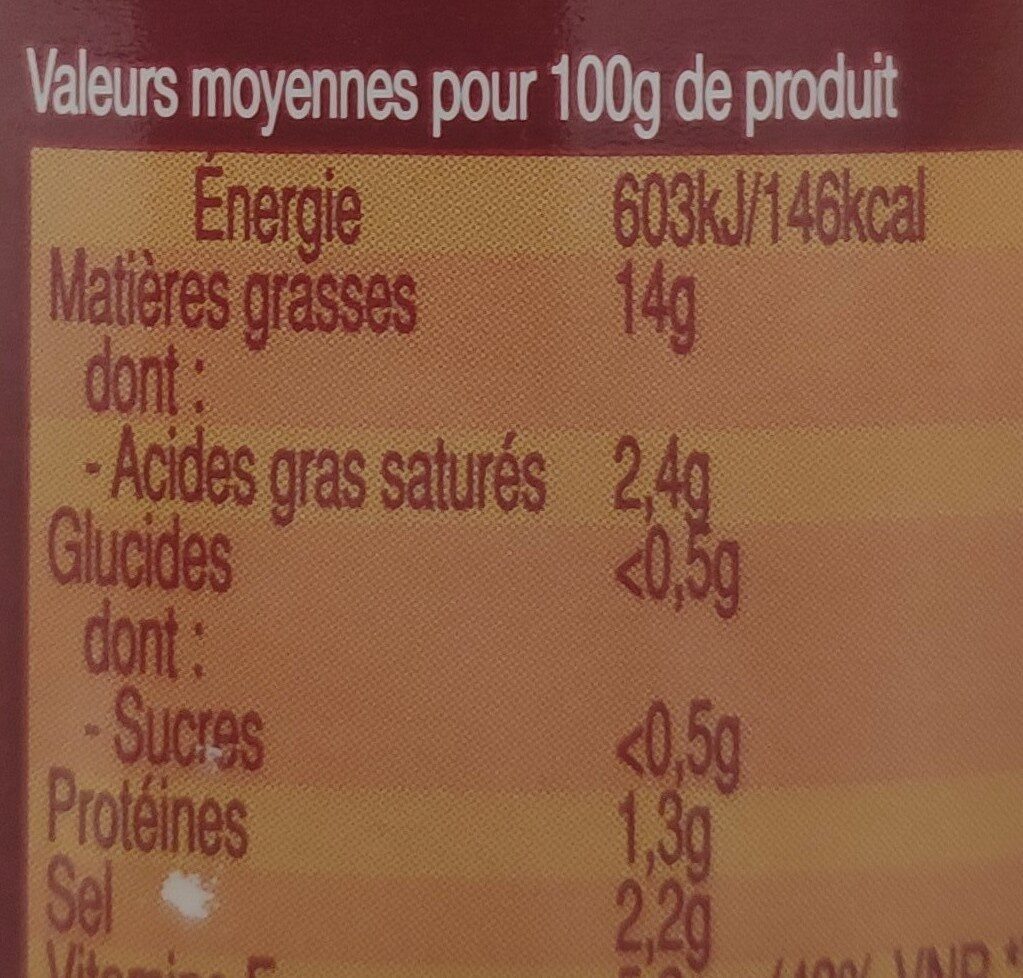 Valeurs moyennes pour 100g de produit
Énergie 603kJ/146kcal
Matières grasses 14g
dont :
- Acides gras saturés 2,4g
Glucides <0,5g
dont :
- Sucres <0,5g
Protéines 1,3g
Sel 2,2g
Vitamine E